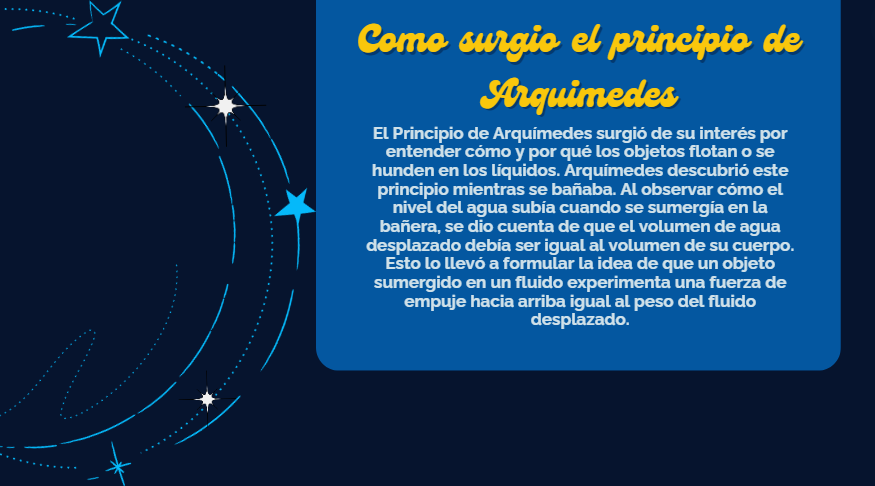 Como surgio el principio de
Arquimedes
El Principio de Arquímedes surgió de su interés por
entender cómo y por qué los objetos flotan o se
hunden en los líquidos. Arquímedes descubrió este
principio mientras se bañaba. Al observar cómo el
nivel del agua subía cuando se sumergía en la
bañera, se dio cuenta de que el volumen de agua
desplazado debía ser igual al volumen de su cuerpo.
Esto lo llevó a formular la idea de que un objeto
sumergido en un fluido experimenta una fuerza de
empuje hacia arriba igual al peso del fluido
desplazado.